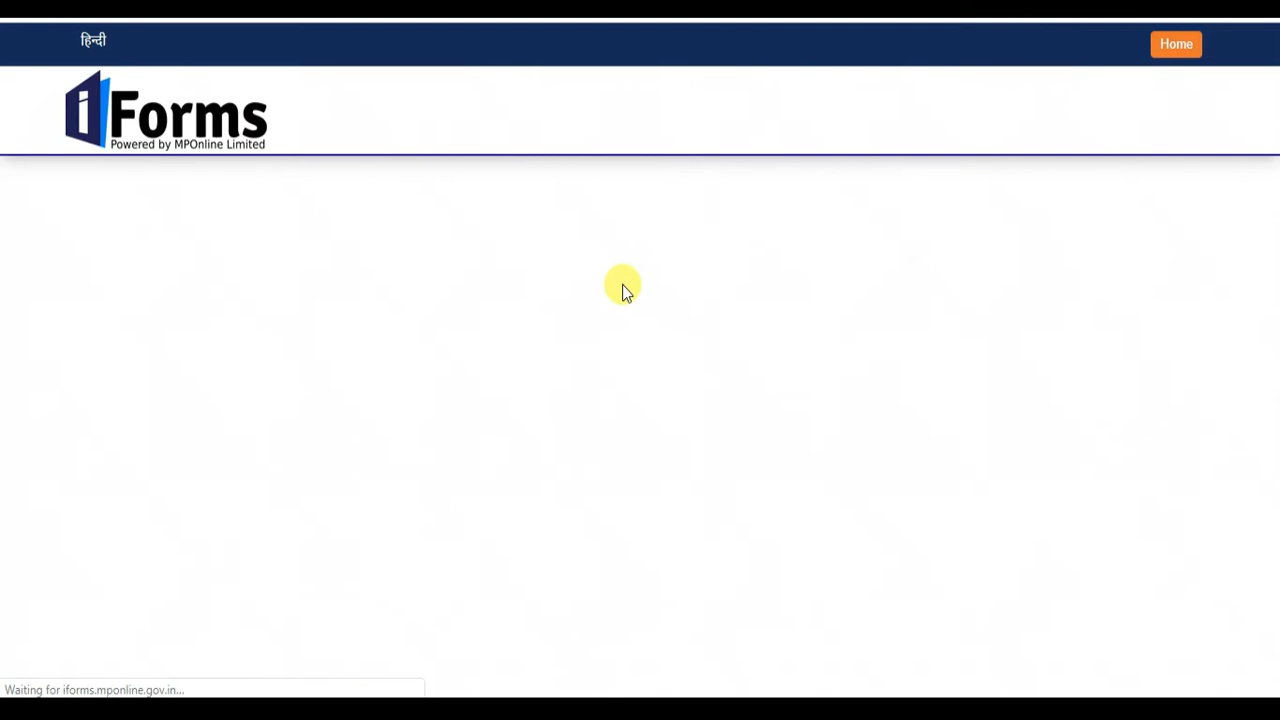 हिन्दी
Home
iForms
Powered by MPOnline Limited
Waiting for iforms.mponline.gov.in...